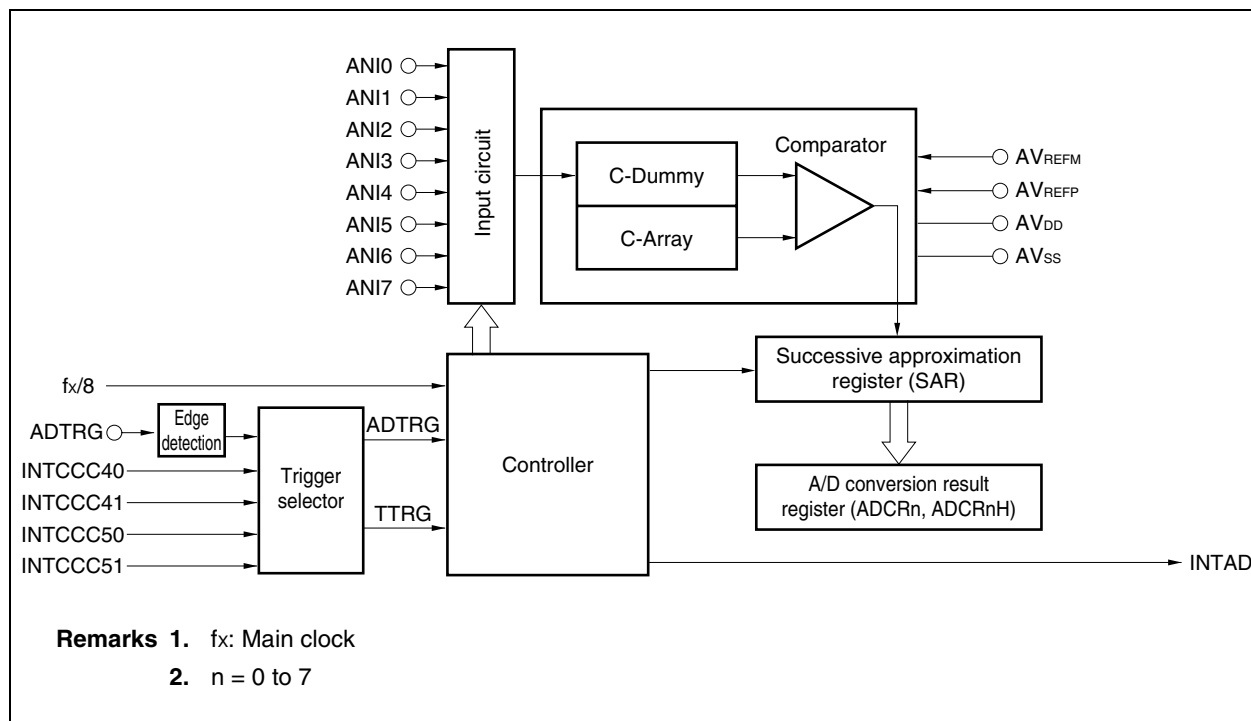 ANI0
ANI1
ANI2
ANI3
ANI4
ANI5
ANI6
ANI7
Input circuit
C-Dummy
C-Array
Comparator
AVREFM
AVREFP
AVDD
AVSS
Successive approximation
register (SAR)
A/D conversion result
register (ADCRn, ADCRnH)
fx/8
ADTRG
Edge
detection
INTCCC40
INTCCC41
INTCCC50
INTCCC51
Trigger
selector
ADTRG
TTRG
Controller
INTAD
Remarks 1. fx: Main clock
2. n = 0 to 7